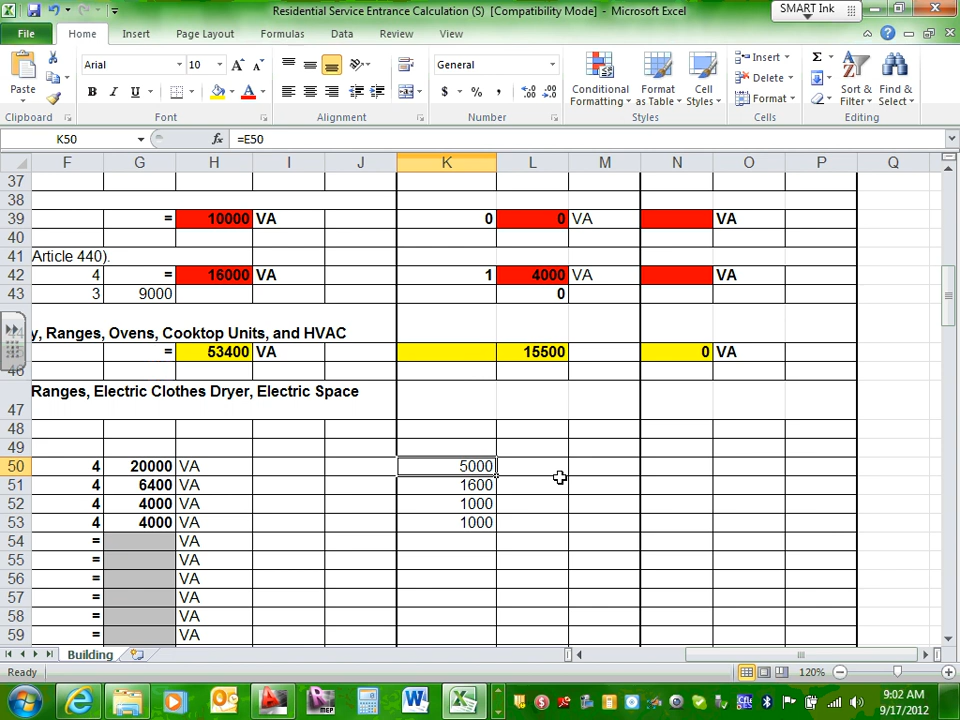 Residential Service Entrance Calculation (S) [Compatibility Mode] - Microsoft Excel
SMART Ink
File Home Insert Page Layout Formulas Data Review View
Paste
Arial 10
B I U
General
$ % ,
Conditional Formatting
Format as Table
Cell Styles
Insert
Delete
Format
Σ
Sort & Filter
Find & Select
Clipboard Font Alignment Number Styles Cells Editing
K50 fx =E50
F G H I J K L M N O P Q
37
38
39 = 10000 VA 0 0 VA VA
40
41 Article 440).
42 4 = 16000 VA 1 4000 VA VA
43 3 9000 0
y, Ranges, Ovens, Cooktop Units, and HVAC
= 53400 VA 15500 0 VA
46
Ranges, Electric Clothes Dryer, Electric Space
47
48
49
50 4 20000 VA 5000
51 4 6400 VA 1600
52 4 4000 VA 1000
53 4 4000 VA 1000
54 = VA
55 = VA
56 = VA
57 = VA
58 = VA
59 = VA
Building
Ready 120%
9:02 AM
9/17/2012